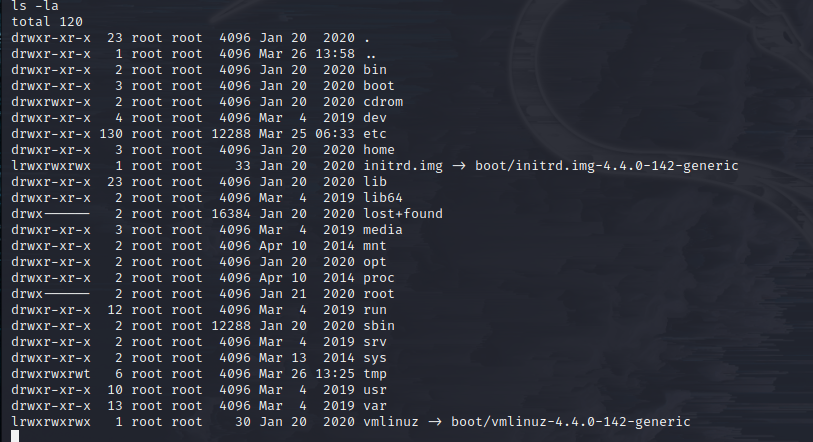 ls -la
total 120
drwxr-xr-x  23 root root  4096 Jan 20  2020 .
drwxr-xr-x   1 root root  4096 Mar 26 13:58 ..
drwxr-xr-x   2 root root  4096 Jan 20  2020 bin
drwxr-xr-x   3 root root  4096 Jan 20  2020 boot
drwxrwxr-x   2 root root  4096 Jan 20  2020 cdrom
drwxr-xr-x   4 root root  4096 Mar  4  2019 dev
drwxr-xr-x 130 root root 12288 Mar 25 06:33 etc
drwxr-xr-x   3 root root  4096 Jan 20  2020 home
lrwxrwxrwx   1 root root    33 Jan 20  2020 initrd.img → boot/initrd.img-4.4.0-142-generic
drwxr-xr-x  23 root root  4096 Jan 20  2020 lib
drwxr-xr-x   2 root root  4096 Mar  4  2019 lib64
drwx------   2 root root 16384 Jan 20  2020 lost+found
drwxr-xr-x   3 root root  4096 Mar  4  2019 media
drwxr-xr-x   2 root root  4096 Apr 10  2014 mnt
drwxr-xr-x   2 root root  4096 Jan 20  2020 opt
drwxr-xr-x   2 root root  4096 Apr 10  2014 proc
drwx------   2 root root  4096 Jan 21  2020 root
drwxr-xr-x  12 root root  4096 Mar  4  2019 run
drwxr-xr-x   2 root root 12288 Jan 20  2020 sbin
drwxr-xr-x   2 root root  4096 Mar  4  2019 srv
drwxr-xr-x   2 root root  4096 Mar 13  2014 sys
drwxrwxrwt   6 root root  4096 Mar 26 13:25 tmp
drwxr-xr-x  10 root root  4096 Mar  4  2019 usr
drwxr-xr-x  13 root root  4096 Mar  4  2019 var
lrwxrwxrwx   1 root root    30 Jan 20  2020 vmlinuz → boot/vmlinuz-4.4.0-142-generic